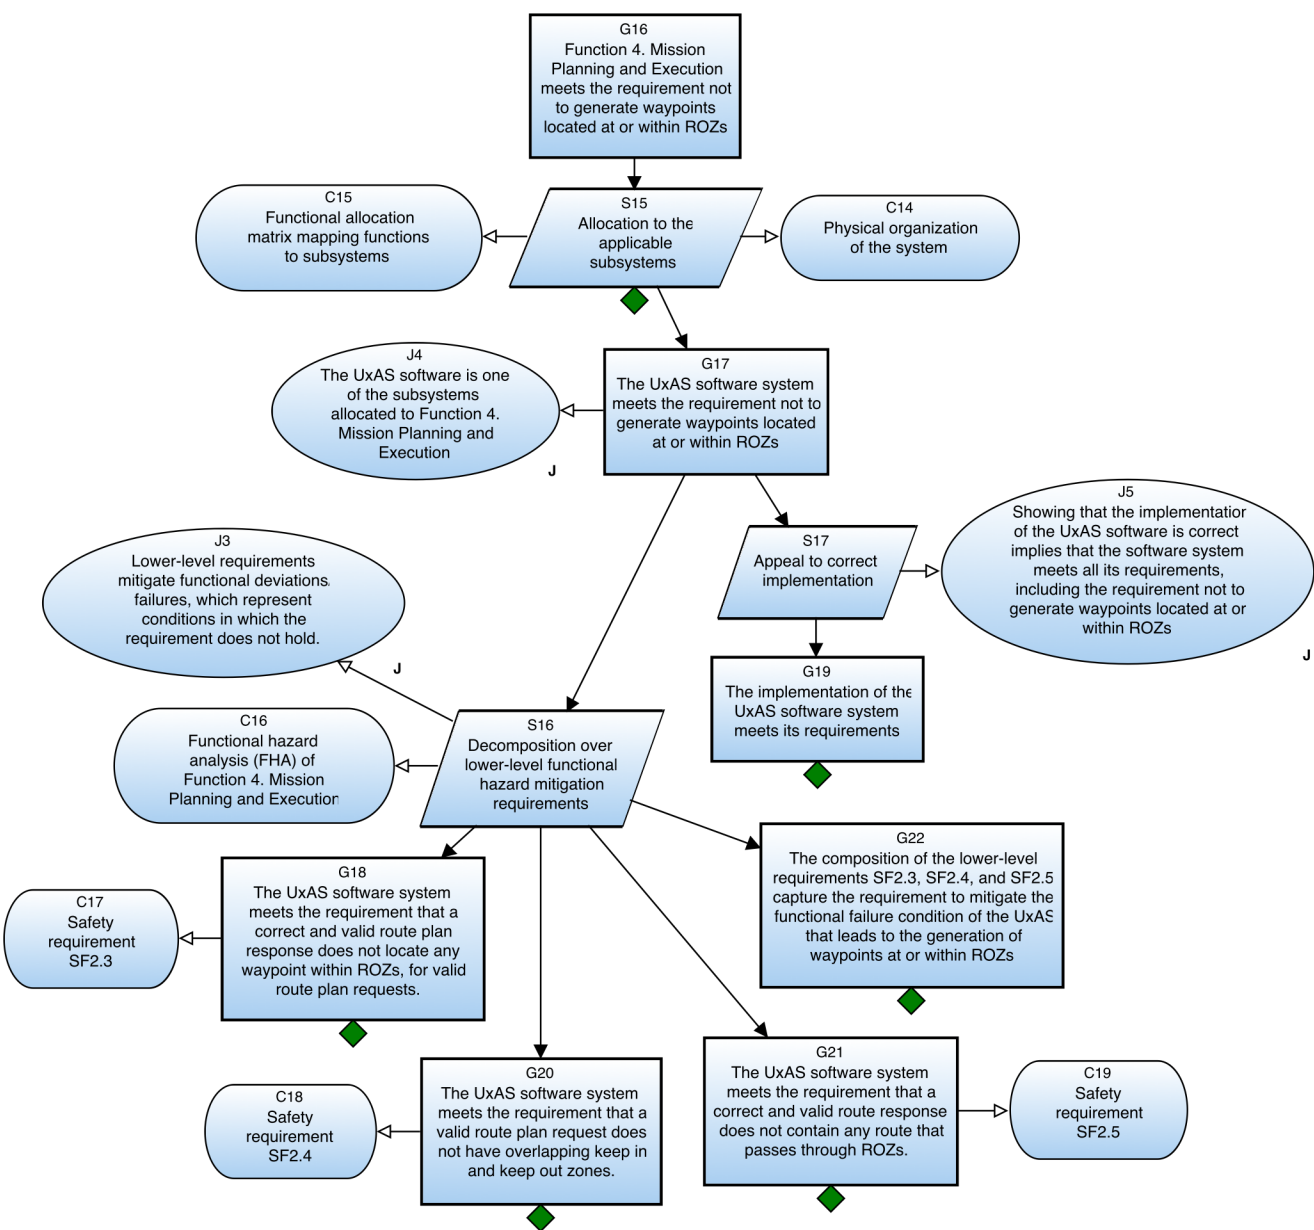 G16
Function 4. Mission
Planning and Execution
meets the requirement not
to generate waypoints
located at or within ROZs
C15
Functional allocation
matrix mapping functions
to subsystems
S15
Allocation to the
applicable
subsystems
C14
Physical organization
of the system
J4
The UxAS software is one
of the subsystems
allocated to Function 4.
Mission Planning and
Execution
J
G17
The UxAS software system
meets the requirement not to
generate waypoints located
at or within ROZs
J3
Lower-level requirements
mitigate functional deviations
failures, which represent
conditions in which the
requirement does not hold.
J
S17
Appeal to correct
implementation
J5
Showing that the implementation
of the UxAS software is correct
implies that the software system
meets all its requirements,
including the requirement not to
generate waypoints located at or
within ROZs
J
G19
The implementation of the
UxAS software system
meets its requirements
C16
Functional hazard
analysis (FHA) of
Function 4. Mission
Planning and Execution
S16
Decomposition over
lower-level functional
hazard mitigation
requirements
G22
The composition of the lower-level
requirements SF2.3, SF2.4, and SF2.5
capture the requirement to mitigate the
functional failure condition of the UxAS
that leads to the generation of
waypoints at or within ROZs
C17
Safety
requirement
SF2.3
G18
The UxAS software system
meets the requirement that a
correct and valid route plan
response does not locate any
waypoint within ROZs, for valid
route plan requests.
C18
Safety
requirement
SF2.4
G20
The UxAS software system
meets the requirement that a
valid route plan request does
not have overlapping keep in
and keep out zones.
G21
The UxAS software system
meets the requirement that a
correct and valid route response
does not contain any route that
passes through ROZs.
C19
Safety
requirement
SF2.5